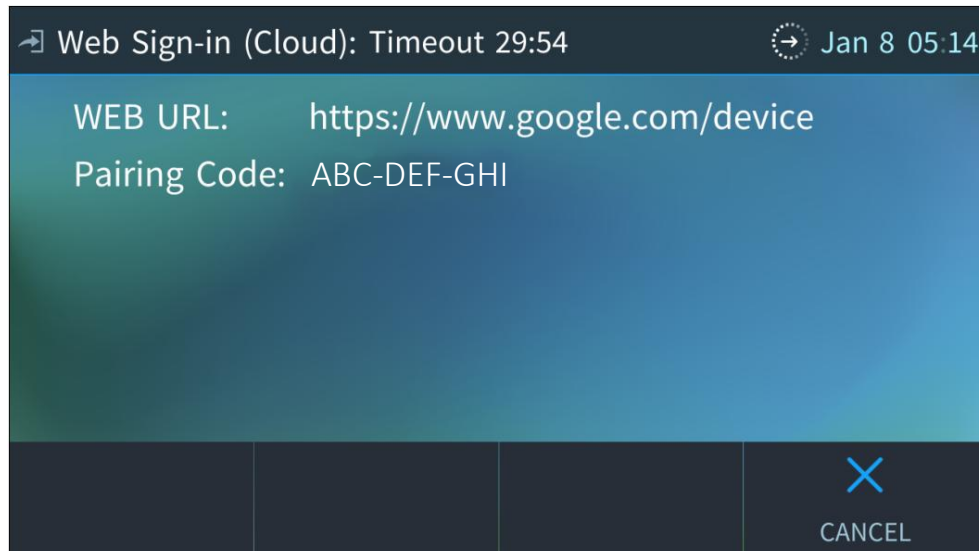 Web Sign-in (Cloud): Timeout 29:54 Jan 8 05:14
WEB URL: https://www.google.com/device
Pairing Code: ABC-DEF-GHI
CANCEL